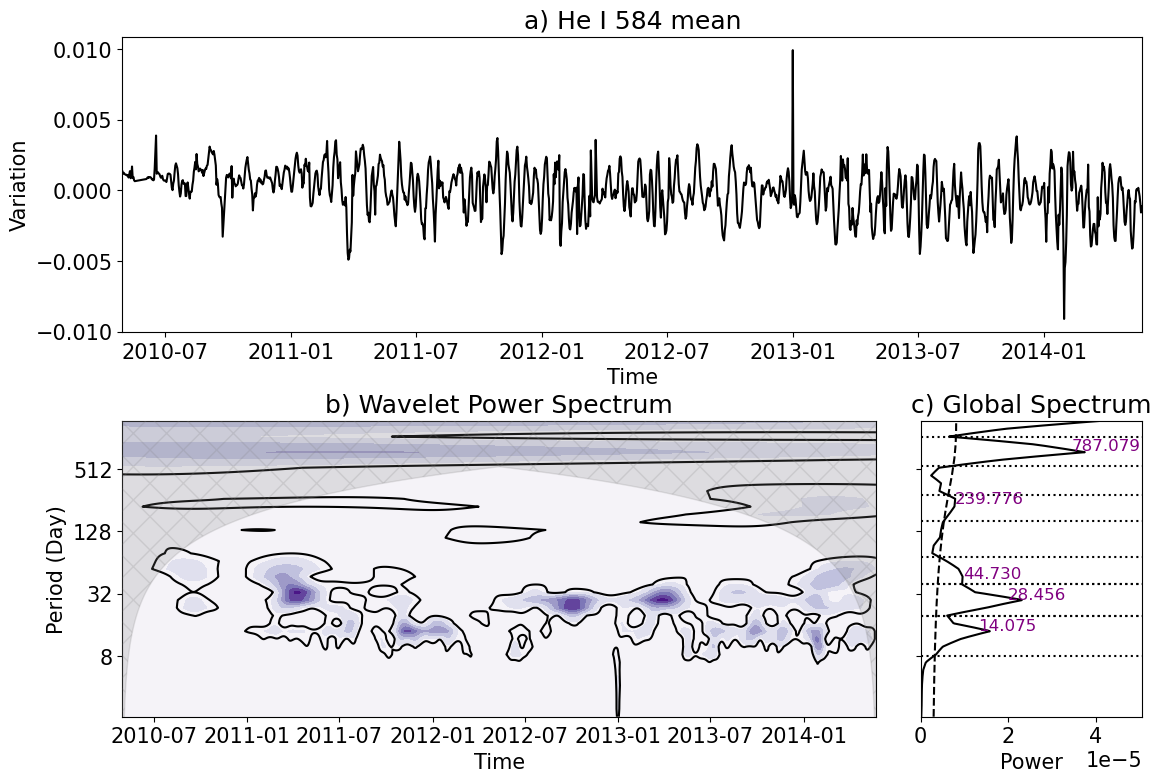 a) He I 584 mean
0.010
0.005
0.000
−0.005
−0.010
Variation
2010-07 2011-01 2011-07 2012-01 2012-07 2013-01 2013-07 2014-01
Time
b) Wavelet Power Spectrum
512
128
32
8
Period (Day)
2010-07 2011-01 2011-07 2012-01 2012-07 2013-01 2013-07 2014-01
Time
c) Global Spectrum
787.079
239.776
44.730
28.456
14.075
0 2 4
Power 1e−5